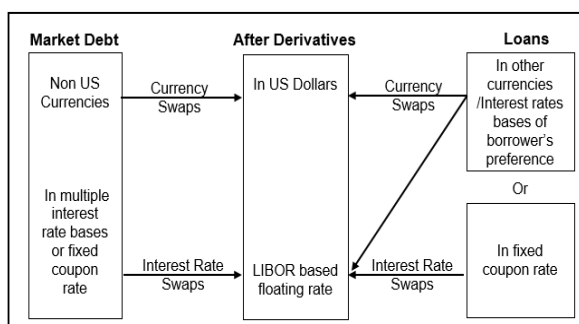 Market Debt
After Derivatives
Loans
Non US
Currencies
Currency
Swaps
In US Dollars
Currency
Swaps
In other
currencies
/Interest rates
bases of
borrower's
preference
Or
In multiple
interest
rate bases
or fixed
coupon
rate
Interest Rate
Swaps
LIBOR based
floating rate
Interest Rate
Swaps
In fixed
coupon rate